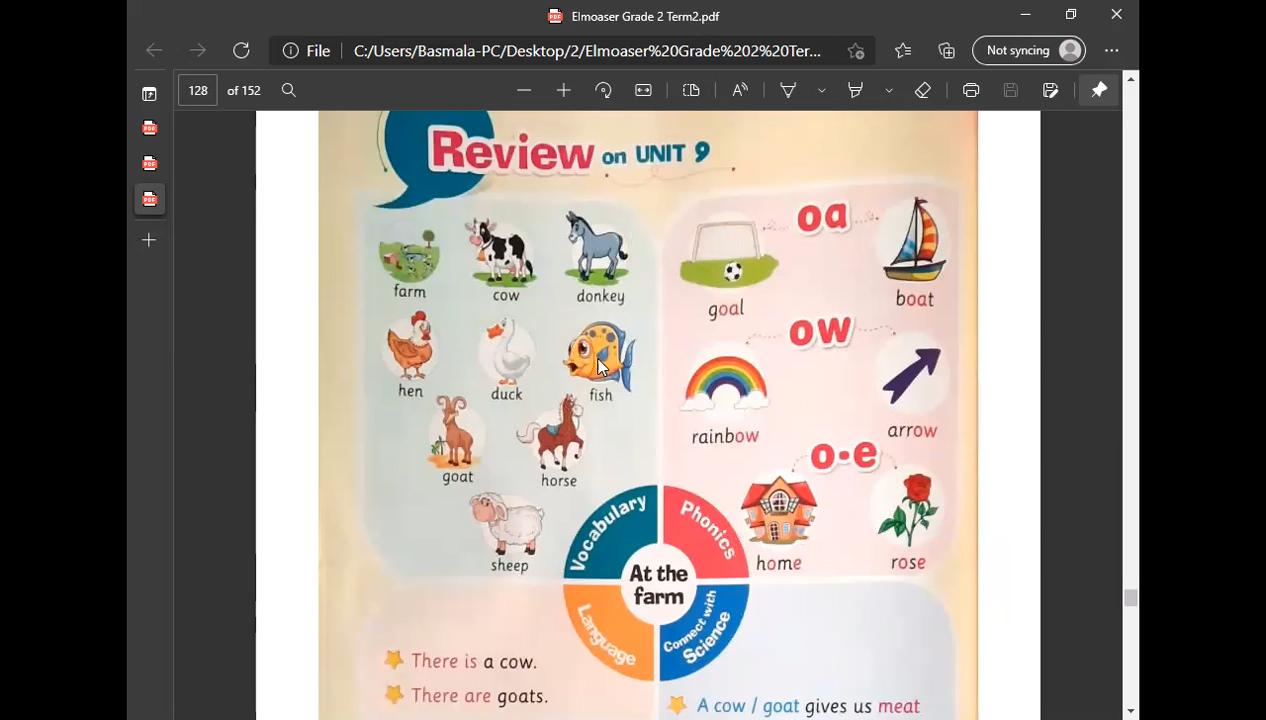 Elmoaser Grade 2 Term2.pdf
File C:/Users/Basmala-PC/Desktop/2/Elmoaser%20Grade%202%20Ter... Not syncing
128 of 152
Review on UNIT 9
farm
cow
donkey
hen
duck
fish
goat
horse
sheep
oa
goal
boat
ow
rainbow
arrow
o-e
home
rose
Vocabulary
Phonics
At the
farm
Language
Connect with
Science
There is a cow.
There are goats.
A cow / goat gives us meat